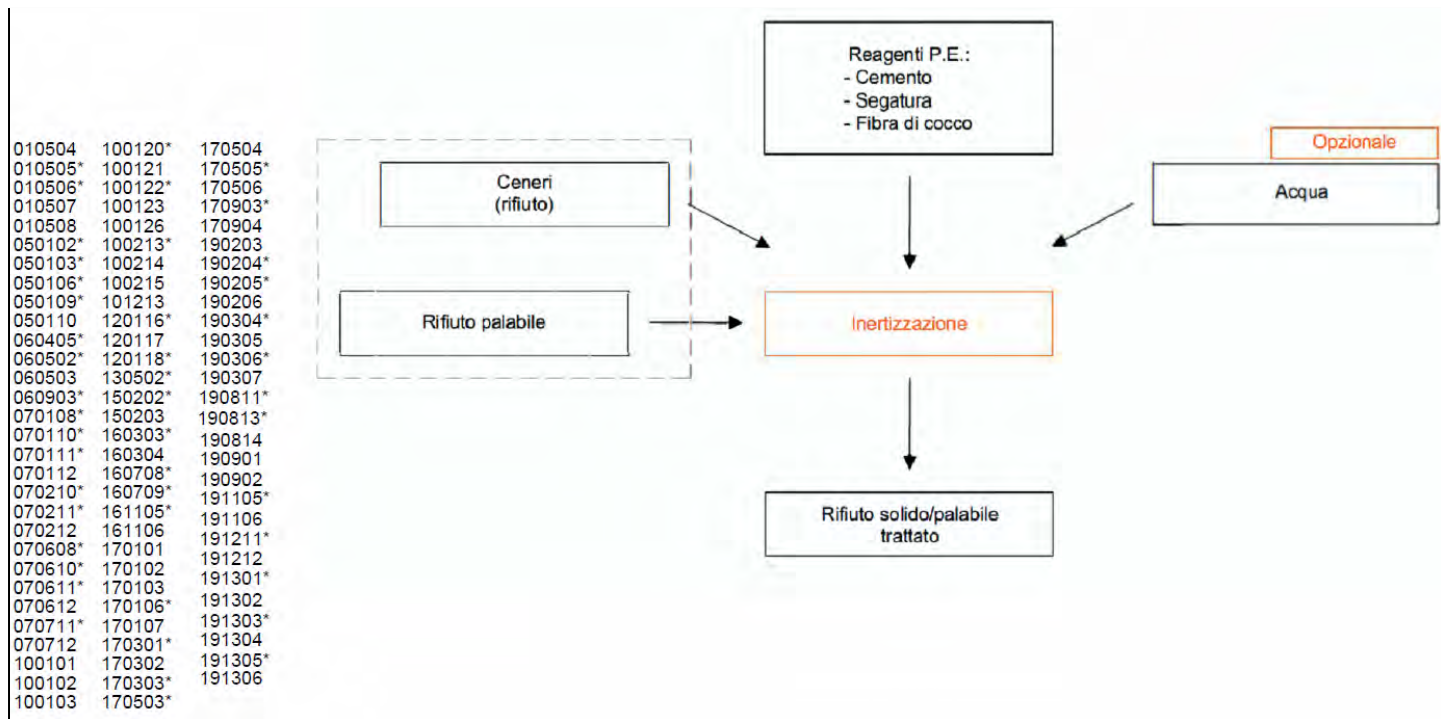 Reagenti P.E.:
- Cemento
- Segatura
- Fibra di cocco
Opzionale
Acqua
Ceneri
(rifiuto)
Rifiuto palabile
Inertizzazione
Rifiuto solido/palabile
trattato
010504 100120* 170504
010505* 100121 170505*
010506* 100122* 170506
010507 100123 170903*
010508 100126 170904
050102* 100213* 190203
050103* 100214 190204*
050106* 100215 190205*
050109* 101213 190206
050110 120116* 190304*
060405* 120117 190305
060502* 120118* 190306*
060503 130502* 190307
060903* 150202* 190811*
070108* 150203 190813*
070110* 160303* 190814
070111* 160304 190901
070112 160708* 190902
070210* 160709* 191105*
070211* 161105* 191106
070212 161106 191211*
070608* 170101 191212
070610* 170102 191301*
070611* 170103 191302
070612 170106* 191303*
070711* 170107 191304
070712 170301* 191305*
100101 170302 191306
100102 170303*
100103 170503*